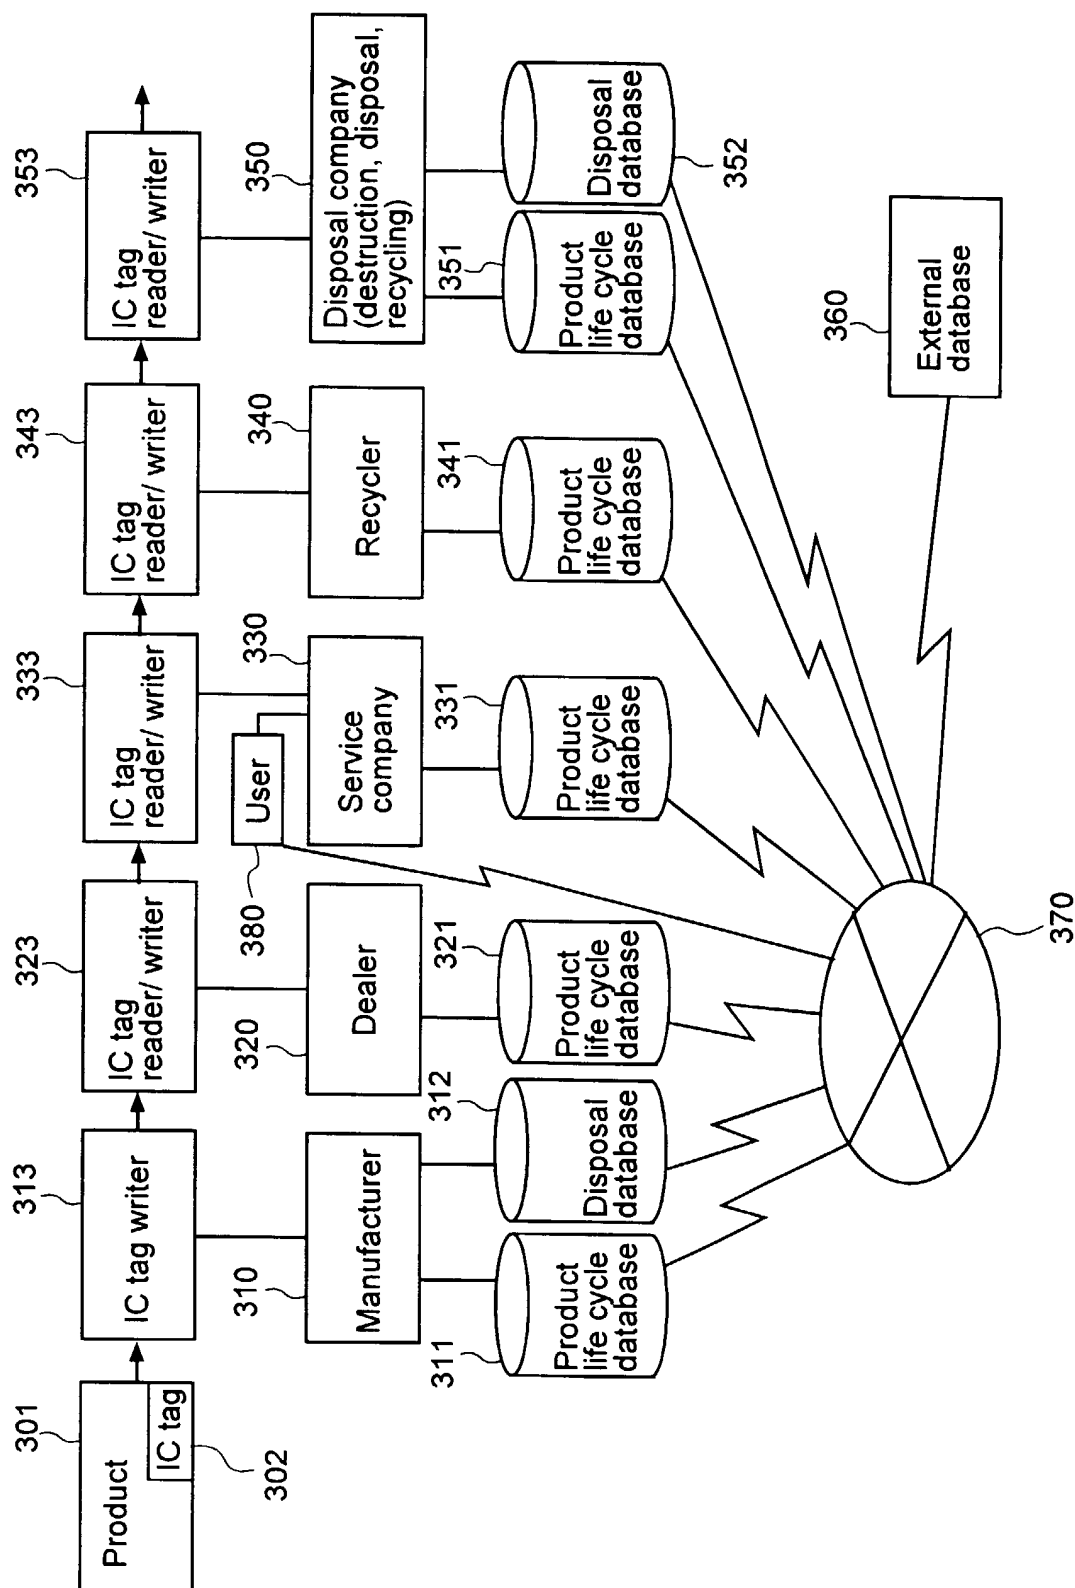 301
Product
IC tag
302
313
IC tag writer
323
IC tag
reader/ writer
333
IC tag
reader/ writer
343
IC tag
reader/ writer
353
IC tag
reader/ writer
310
Manufacturer
320
Dealer
380
User
330
Service
company
340
Recycler
350
Disposal company
(destruction, disposal,
recycling)
311
Product
life cycle
database
312
Disposal
database
321
Product
life cycle
database
331
Product
life cycle
database
341
Product
life cycle
database
351
Product
life cycle
database
Disposal
database
352
370
360
External
database